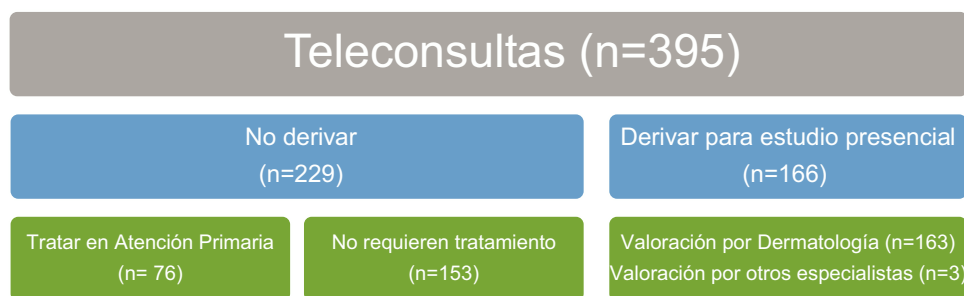 Teleconsultas (n=395)
No derivar
(n=229)
Derivar para estudio presencial
(n=166)
Tratar en Atención Primaria
(n= 76)
No requieren tratamiento
(n=153)
Valoración por Dermatología (n=163)
Valoración por otros especialistas (n=3)